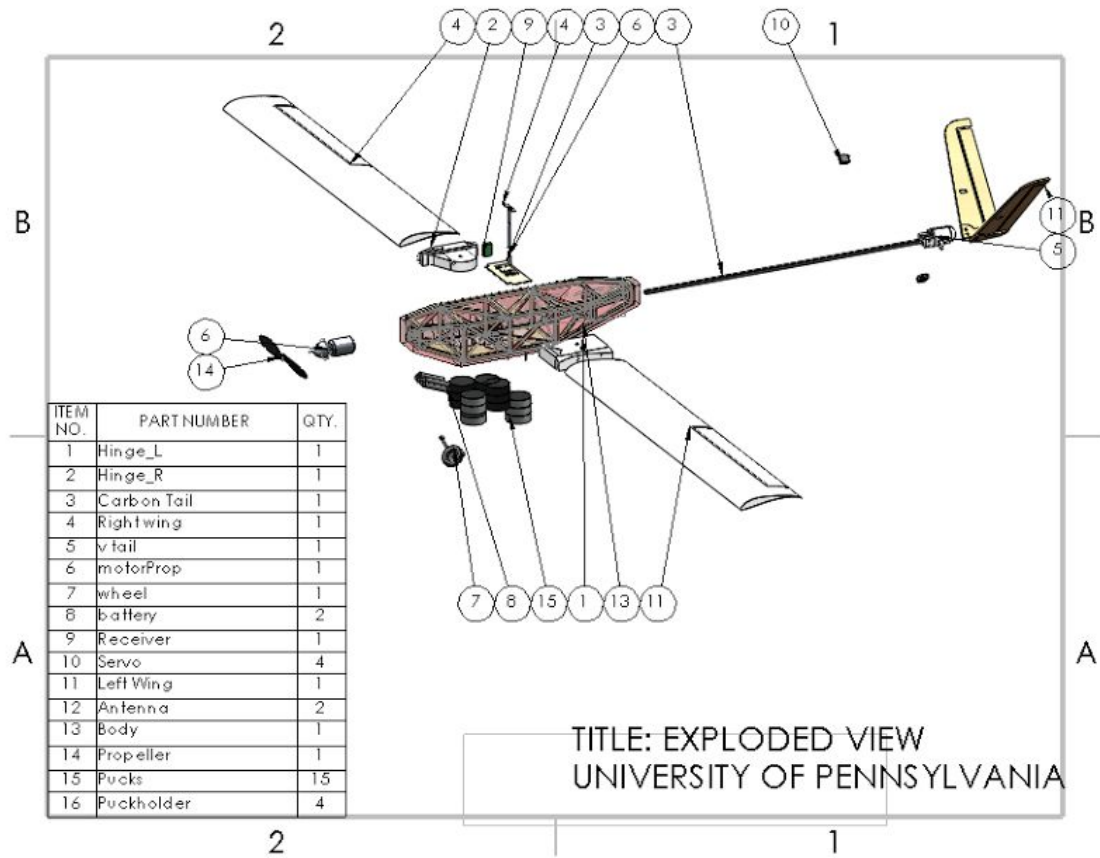 4 2 9 4 3 6 3 10
2 1
B B
11
5
6
14
ITEM NO. PART NUMBER QTY.
1 Hinge_L 1
2 Hinge_R 1
3 Carbon Tail 1
4 Right wing 1
5 v tail 1
6 motorProp 1
7 wheel 1
8 battery 2
9 Receiver 1
10 Servo 4
11 Left Wing 1
12 Antenna 2
13 Body 1
14 Propeller 1
15 Pucks 15
16 Puckholder 4
7 8 15 1 13 11
A A
TITLE: EXPLODED VIEW
UNIVERSITY OF PENNSYLVANIA
2 1